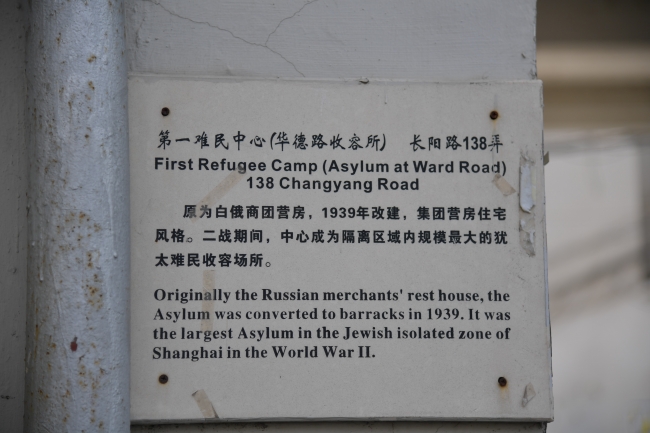 第一难民中心(华德路收容所) 长阳路138弄
First Refugee Camp (Asylum at Ward Road)
138 Changyang Road
原为白俄商团营房，1939年改建，集团营房住宅
风格。二战期间，中心成为隔离区域内规模最大的犹
太难民收容场所。
Originally the Russian merchants' rest house, the
Asylum was converted to barracks in 1939. It was
the largest Asylum in the Jewish isolated zone of
Shanghai in the World War II.